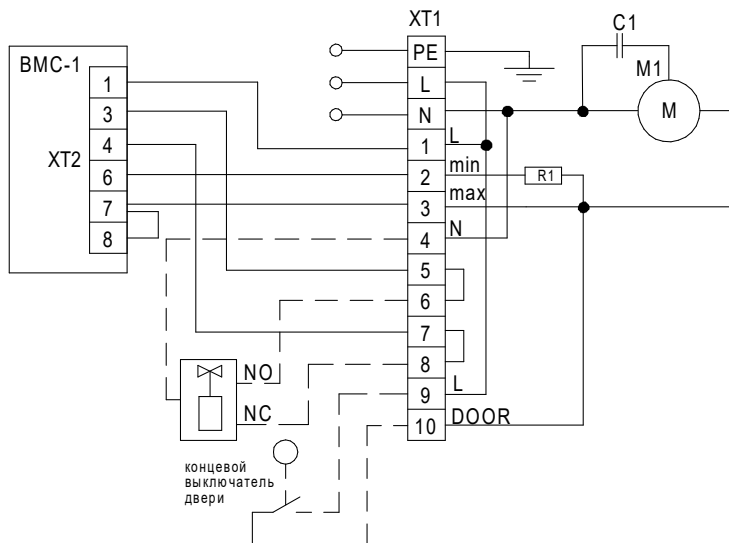 XT1
C1
BMC-1
PE
M1
1
L
M
3
N
XT2
4
1
L
6
2
min
R1
7
3
max
8
4
N
5
6
7
NO
8
9
L
NC
10
DOOR
концевой
выключатель
двери